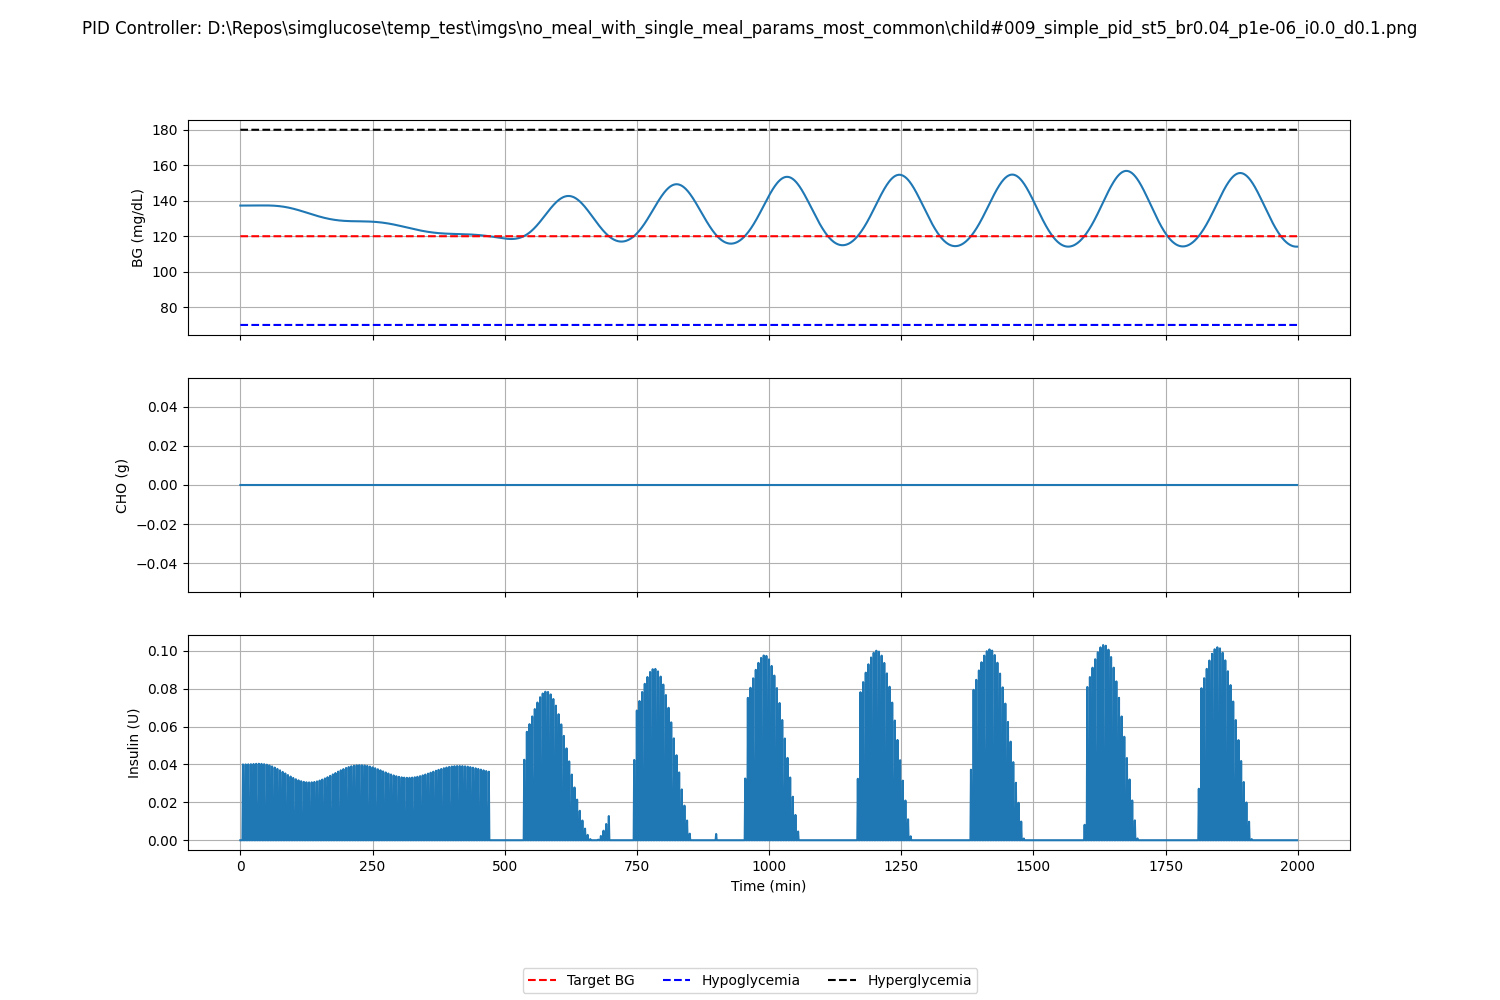 PID Controller: D:\Repos\simglucose\temp_test\imgs\no_meal_with_single_meal_params_most_common\child#009_simple_pid_st5_br0.04_p1e-06_i0.0_d0.1.png
180
160
140
120
100
80
BG (mg/dL)
0.04
0.02
0.00
−0.02
−0.04
CHO (g)
0.10
0.08
0.06
0.04
0.02
0.00
Insulin (U)
0 250 500 750 1000 1250 1500 1750 2000
Time (min)
Target BG Hypoglycemia Hyperglycemia